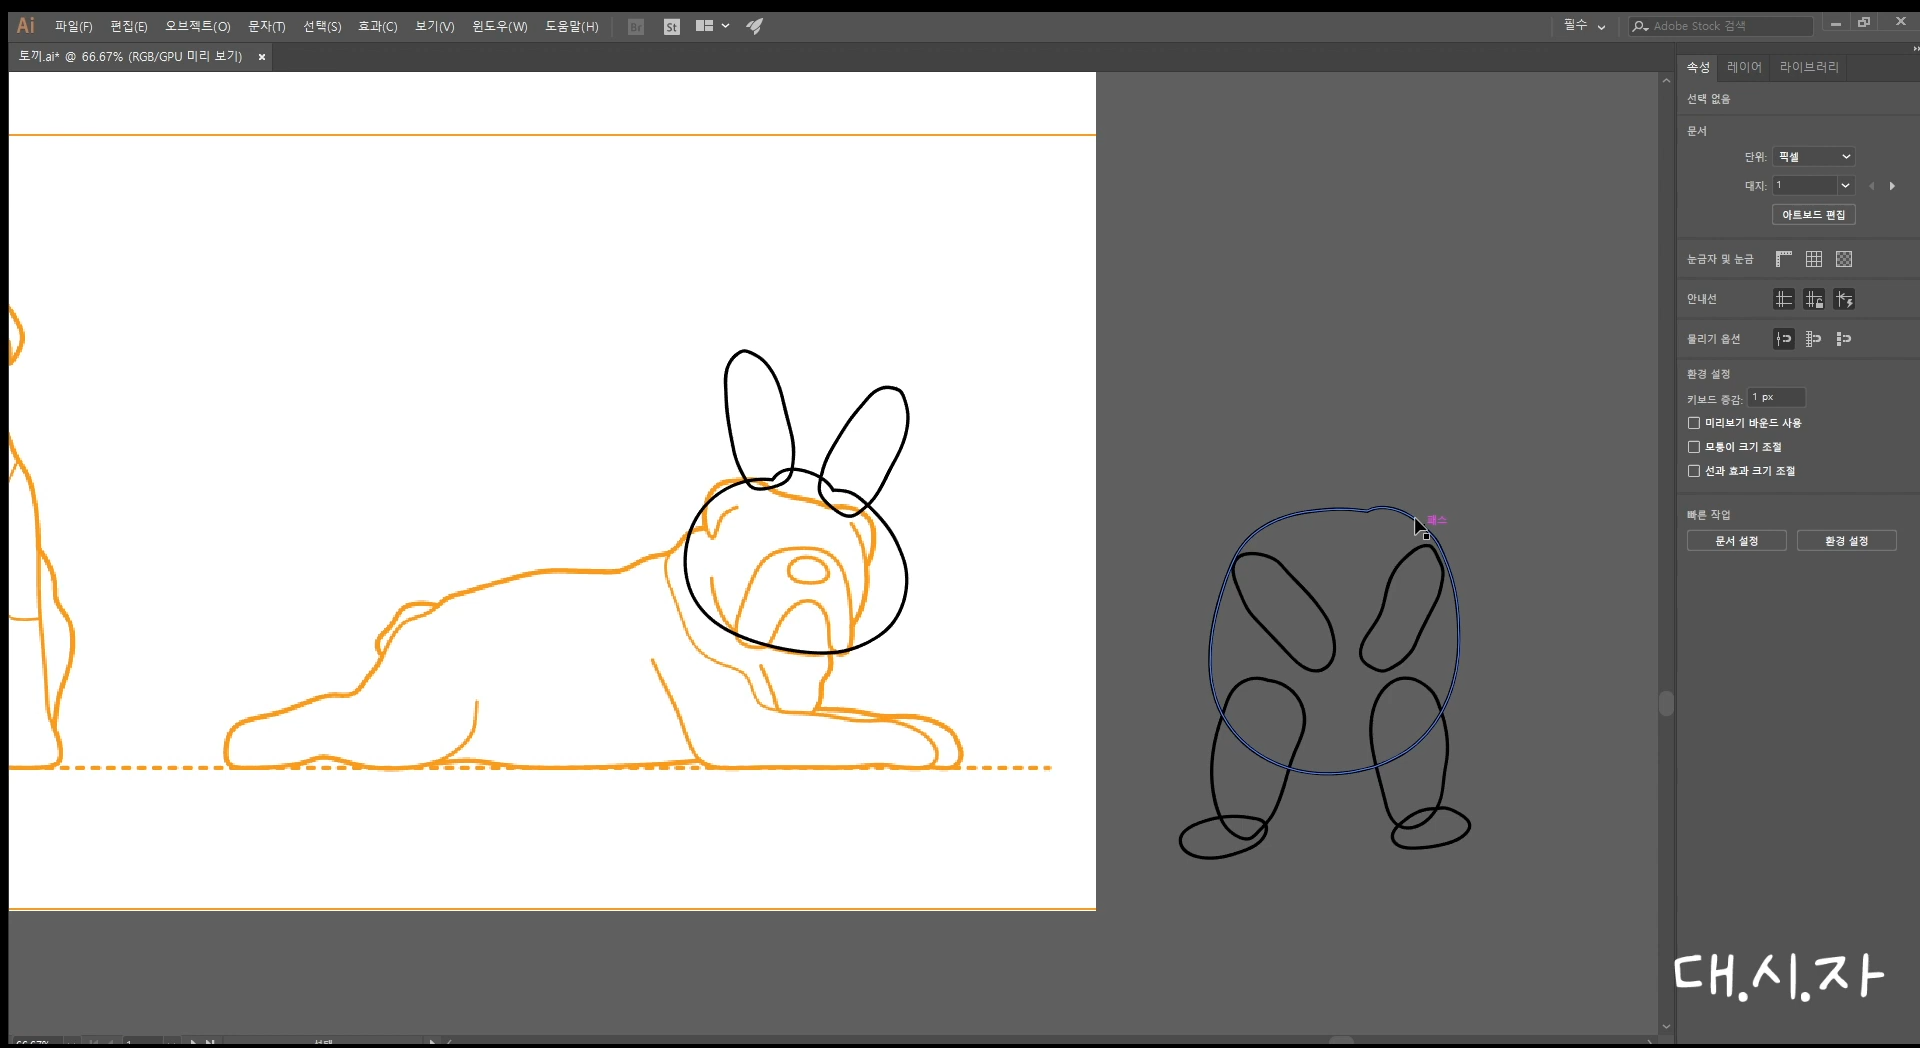 Ai 파일(F) 편집(E) 오브젝트(O) 문자(T) 선택(S) 효과(C) 보기(V) 윈도우(W) 도움말(H) Br St 필수 Adobe Stock 검색
토끼.ai* @ 66.67% (RGB/GPU 미리 보기) ×
속성 레이어 라이브러리
선택 없음
문서
단위: 픽셀
대지: 1
아트보드 편집
눈금자 및 눈금
안내선
물리기 옵션
환경 설정
키보드 증감: 1 px
미리보기 바운드 사용
모퉁이 크기 조절
선과 효과 크기 조절
빠른 작업
문서 설정 환경 설정
패스
대.시.자
66.67% 1 선택